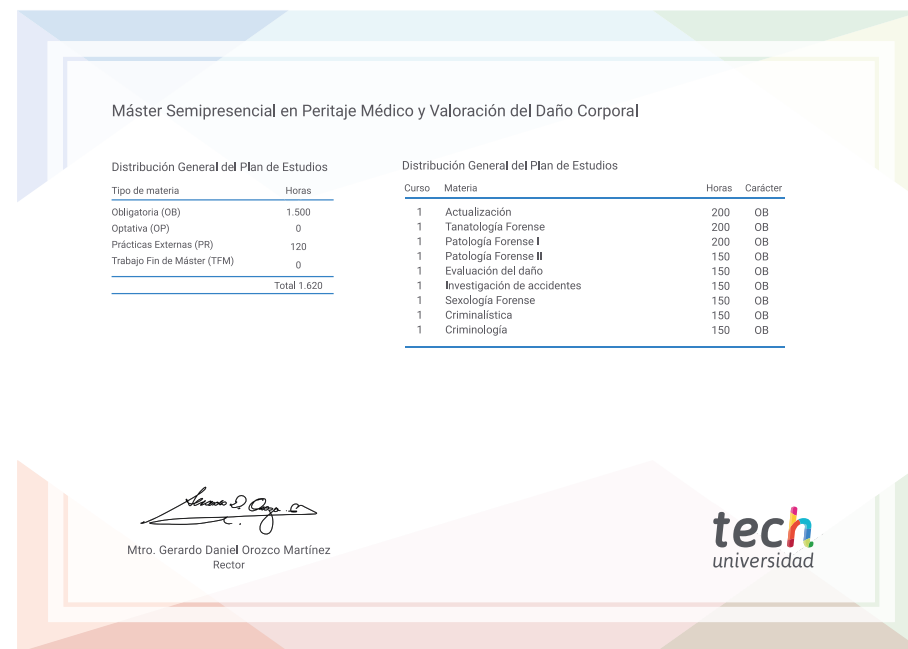 Máster Semipresencial en Peritaje Médico y Valoración del Daño Corporal
Distribución General del Plan de Estudios
Tipo de materia Horas
Obligatoria (OB) 1.500
Optativa (OP) 0
Prácticas Externas (PR) 120
Trabajo Fin de Máster (TFM) 0
Total 1.620
Distribución General del Plan de Estudios
Curso Materia Horas Carácter
1 Actualización 200 OB
1 Tanatología Forense 200 OB
1 Patología Forense I 200 OB
1 Patología Forense II 150 OB
1 Evaluación del daño 150 OB
1 Investigación de accidentes 150 OB
1 Sexología Forense 150 OB
1 Criminalística 150 OB
1 Criminología 150 OB
Mtro. Gerardo Daniel Orozco Martínez
Rector
tech
universidad